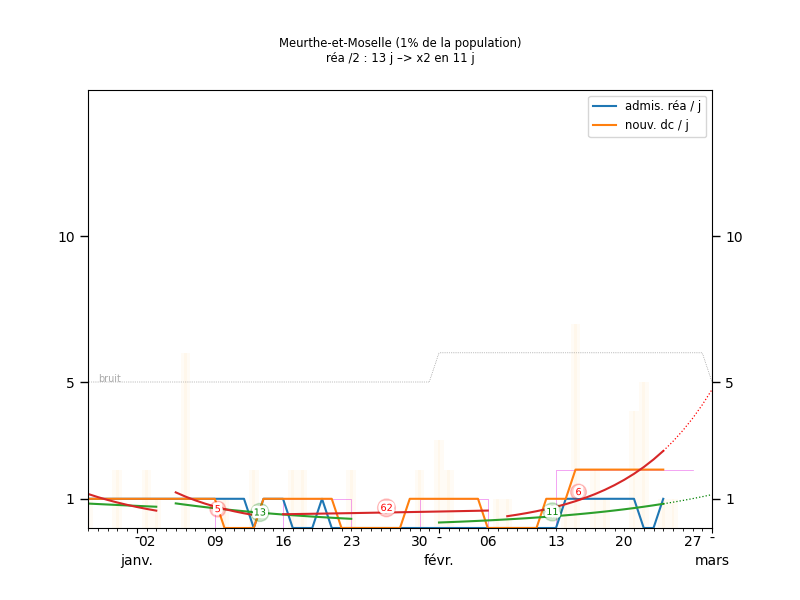 Meurthe-et-Moselle (1% de la population)
réa /2 : 13 j –> x2 en 11 j
admis. réa / j
nouv. dc / j
10 10
bruit
5 5
6
62
5 13 11
1 1
02 09 16 23 30 06 13 20 27
janv. févr. mars